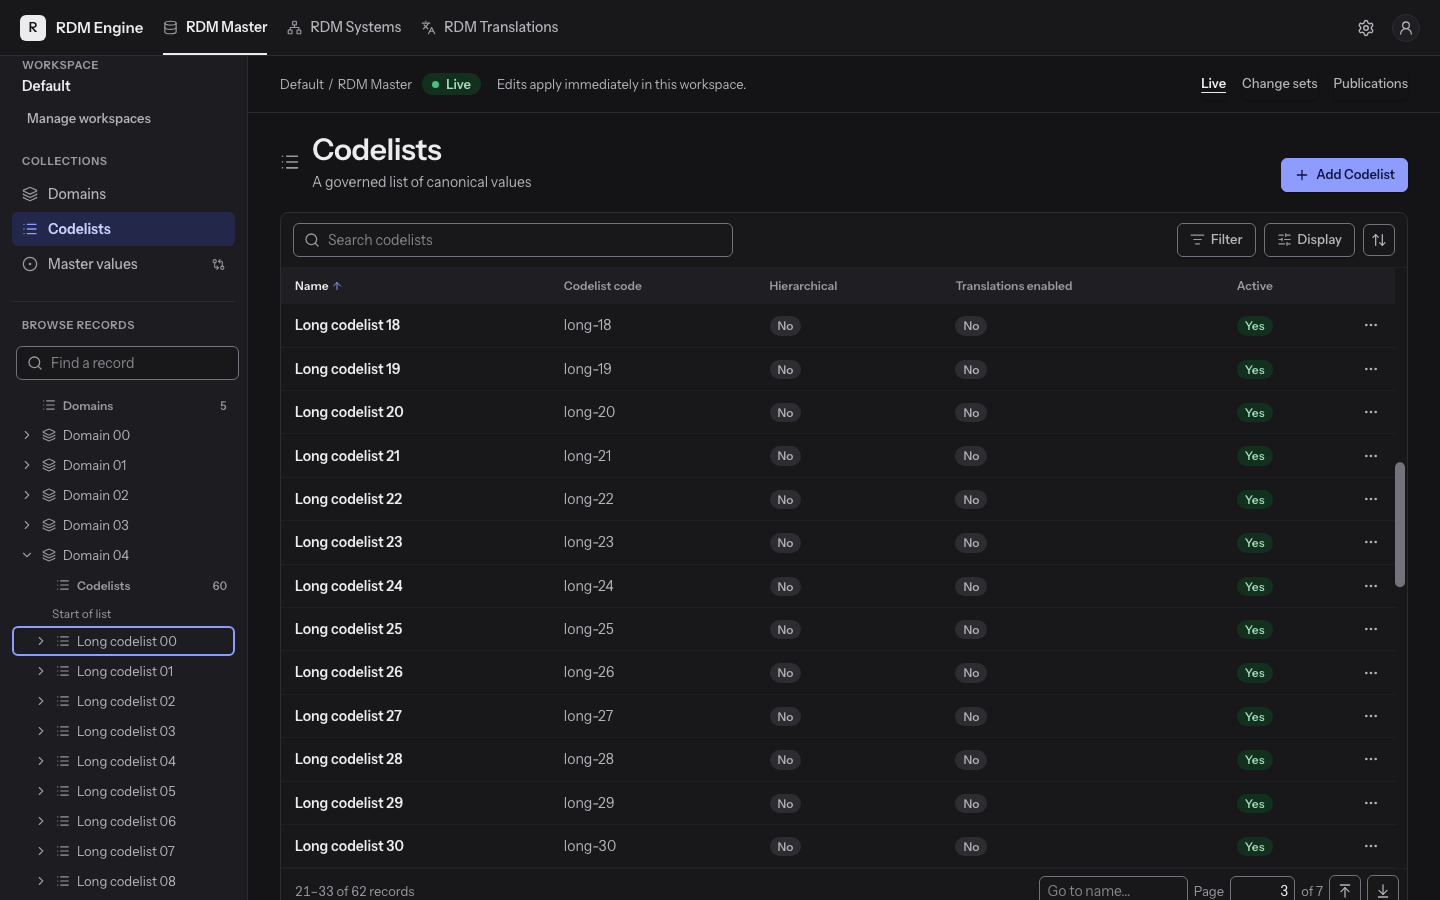 R RDM Engine RDM Master RDM Systems RDM Translations
WORKSPACE
Default
Manage workspaces
COLLECTIONS
Domains
Codelists
Master values
BROWSE RECORDS
Find a record
Domains 5
Domain 00
Domain 01
Domain 02
Domain 03
Domain 04
Codelists 60
Start of list
Long codelist 00
Long codelist 01
Long codelist 02
Long codelist 03
Long codelist 04
Long codelist 05
Long codelist 06
Long codelist 07
Long codelist 08
Default / RDM Master Live Edits apply immediately in this workspace. Live Change sets Publications
Codelists
A governed list of canonical values
Add Codelist
Search codelists Filter Display
Name Codelist code Hierarchical Translations enabled Active
Long codelist 18 long-18 No No Yes
Long codelist 19 long-19 No No Yes
Long codelist 20 long-20 No No Yes
Long codelist 21 long-21 No No Yes
Long codelist 22 long-22 No No Yes
Long codelist 23 long-23 No No Yes
Long codelist 24 long-24 No No Yes
Long codelist 25 long-25 No No Yes
Long codelist 26 long-26 No No Yes
Long codelist 27 long-27 No No Yes
Long codelist 28 long-28 No No Yes
Long codelist 29 long-29 No No Yes
Long codelist 30 long-30 No No Yes
21–33 of 62 records Go to name... Page 3 of 7